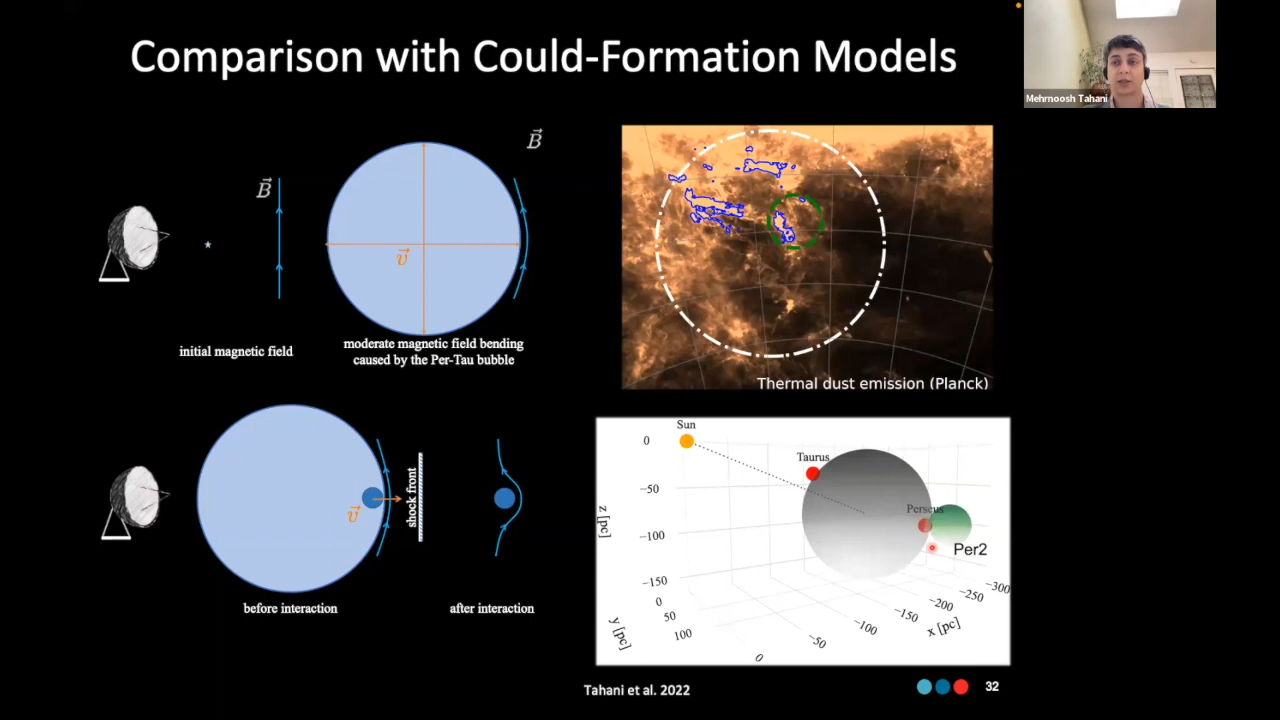 Comparison with Could-Formation Models
Mehrnoosh Tahani
B
B
v
initial magnetic field
moderate magnetic field bending
caused by the Per-Tau bubble
Thermal dust emission (Planck)
v
shock front
before interaction
after interaction
Sun
Taurus
Perseus
Per2
0
−50
−100
−150
z [pc]
0
50
100
y [pc]
0
−50
−100
−150
−200
−250
−300
x [pc]
Tahani et al. 2022
32